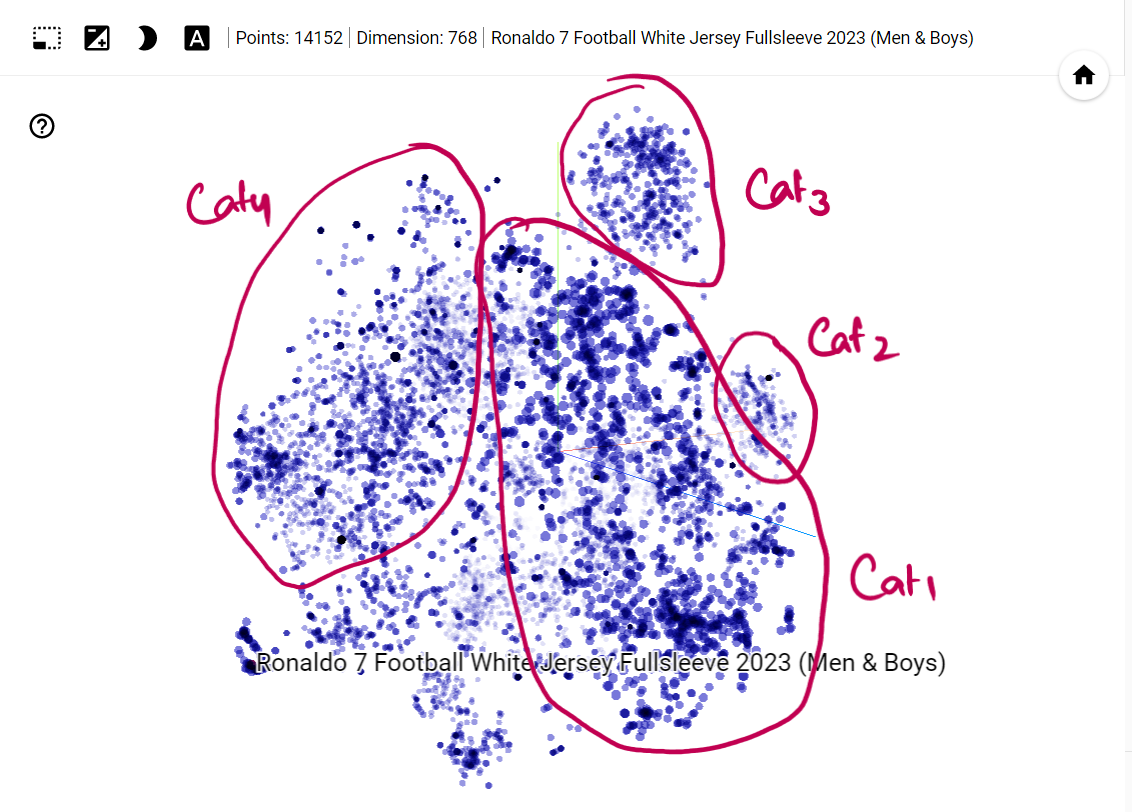 A | Points: 14152 | Dimension: 768 | Ronaldo 7 Football White Jersey Fullsleeve 2023 (Men & Boys)
?
Cat3
Cat4
Cat2
Cat1
Ronaldo 7 Football White Jersey Fullsleeve 2023 (Men & Boys)